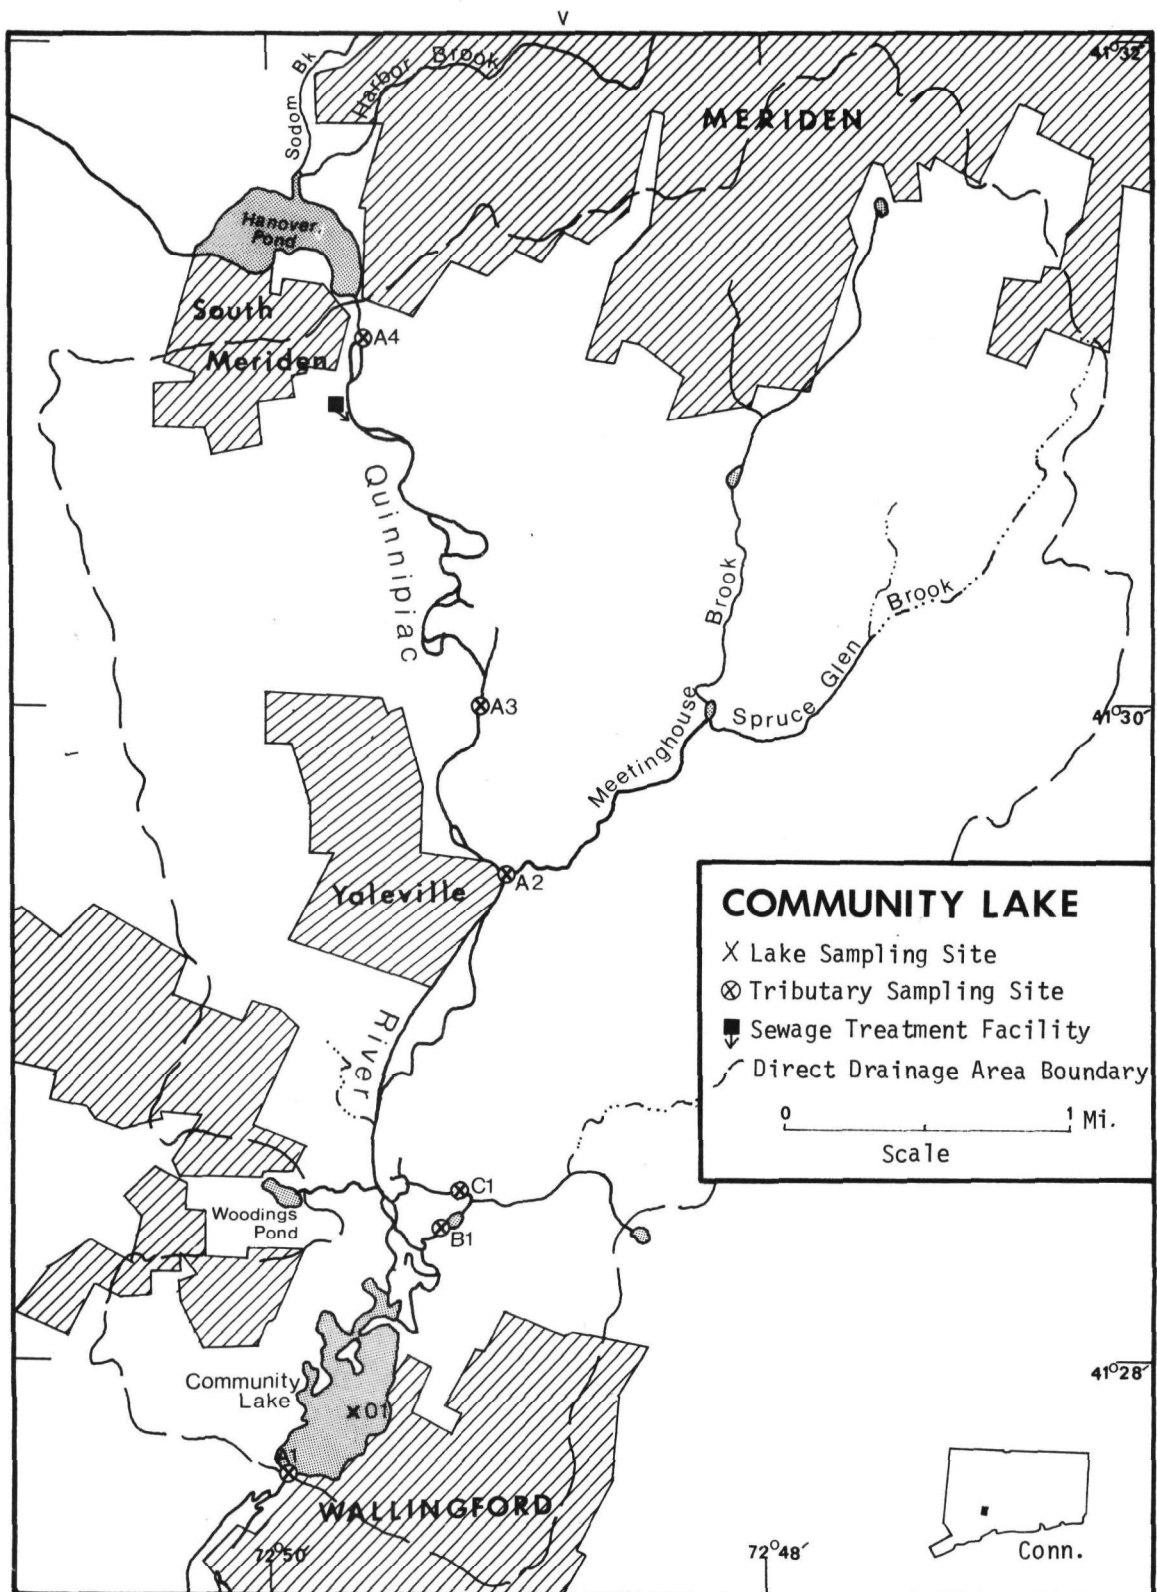 V
41°32'
Sodom Bk
Harbor Brook
MERIDEN
Hanover
Pond
South
Meriden
A4
Quinnipiac
Brook
Brook
Spruce Glen
Meetinghouse
A3
41°30'
Yaleville
A2
River
COMMUNITY LAKE
X Lake Sampling Site
⊗ Tributary Sampling Site
Sewage Treatment Facility
Direct Drainage Area Boundary
0 1 Mi.
Scale
C1
Woodings
Pond
B1
41°28'
Community
Lake
x01
A1
WALLINGFORD
72°50'
72°48'
Conn.